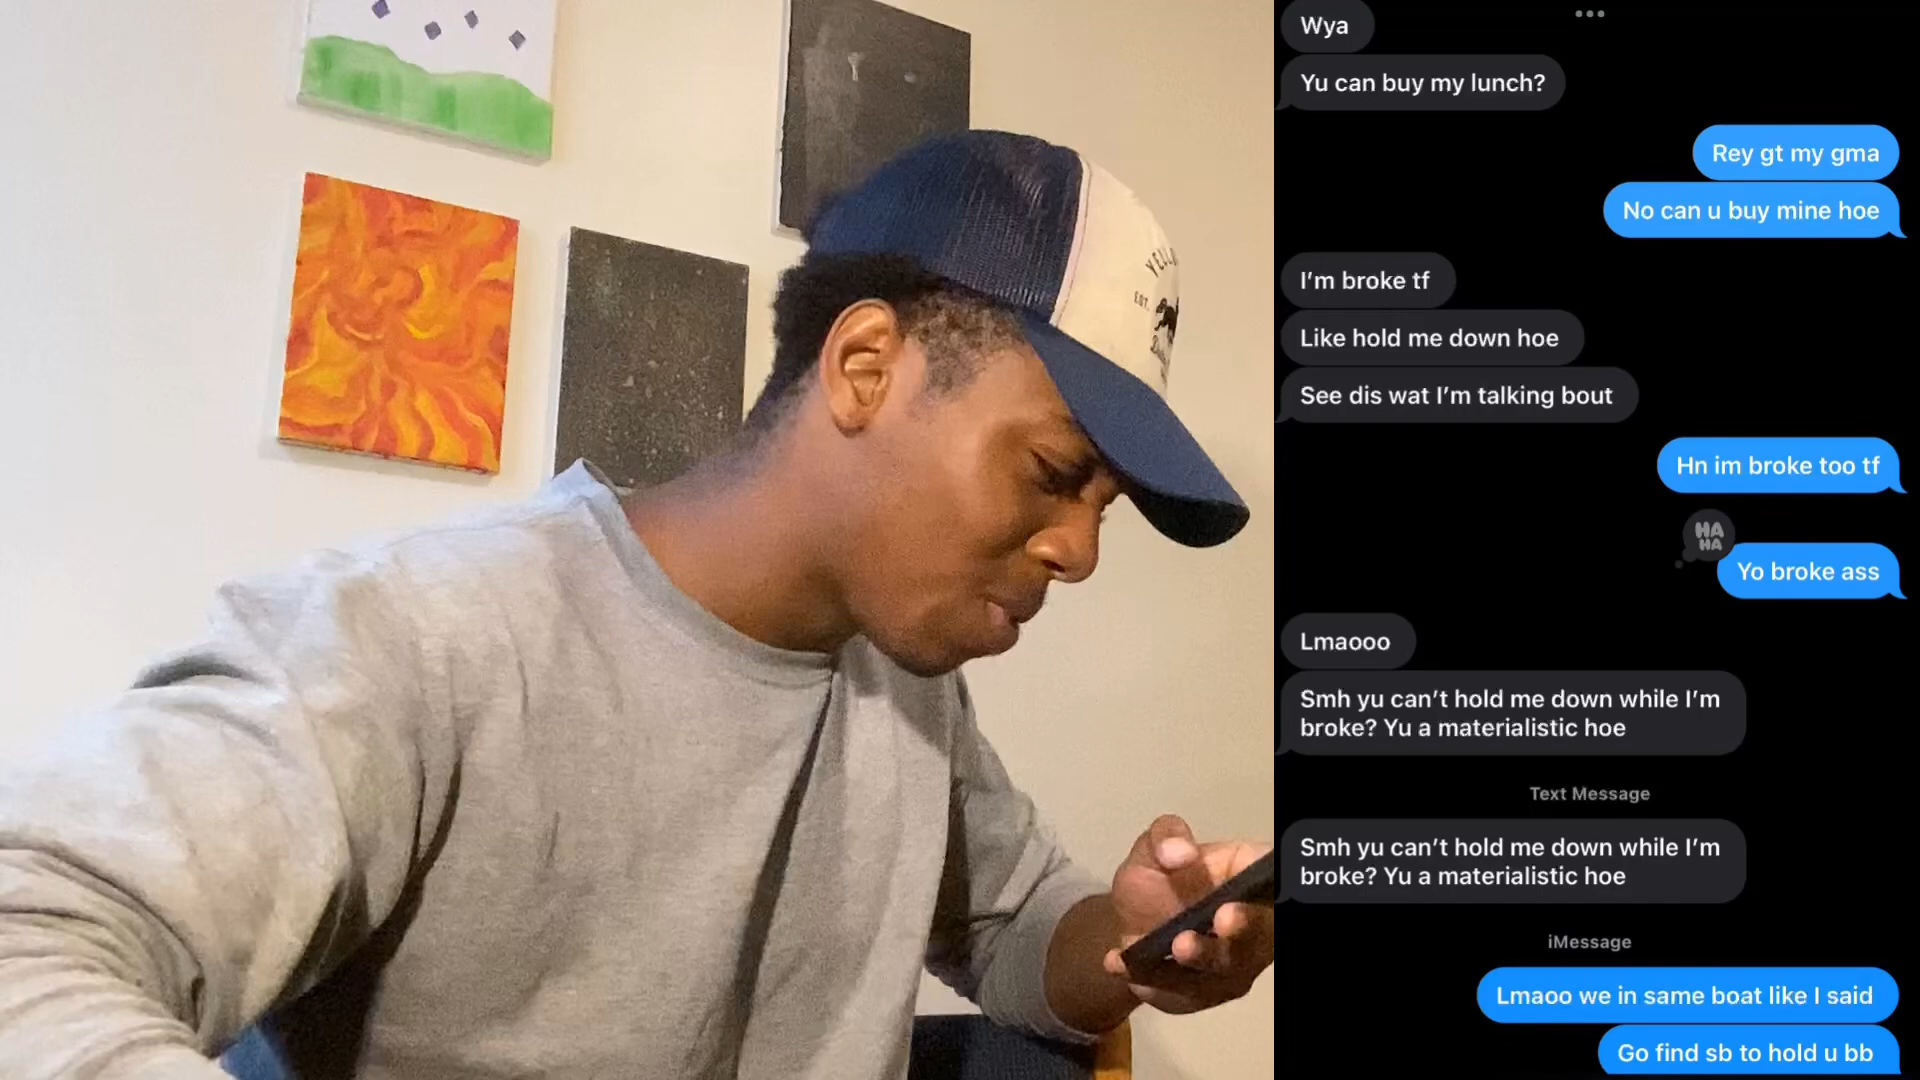 Wya
Yu can buy my lunch?
Rey gt my gma
No can u buy mine hoe
I'm broke tf
Like hold me down hoe
See dis wat I'm talking bout
Hn im broke too tf
HA
HA
Yo broke ass
Lmaooo
Smh yu can't hold me down while I'm
broke? Yu a materialistic hoe
Text Message
Smh yu can't hold me down while I'm
broke? Yu a materialistic hoe
iMessage
Lmaoo we in same boat like I said
Go find sb to hold u bb
EST.